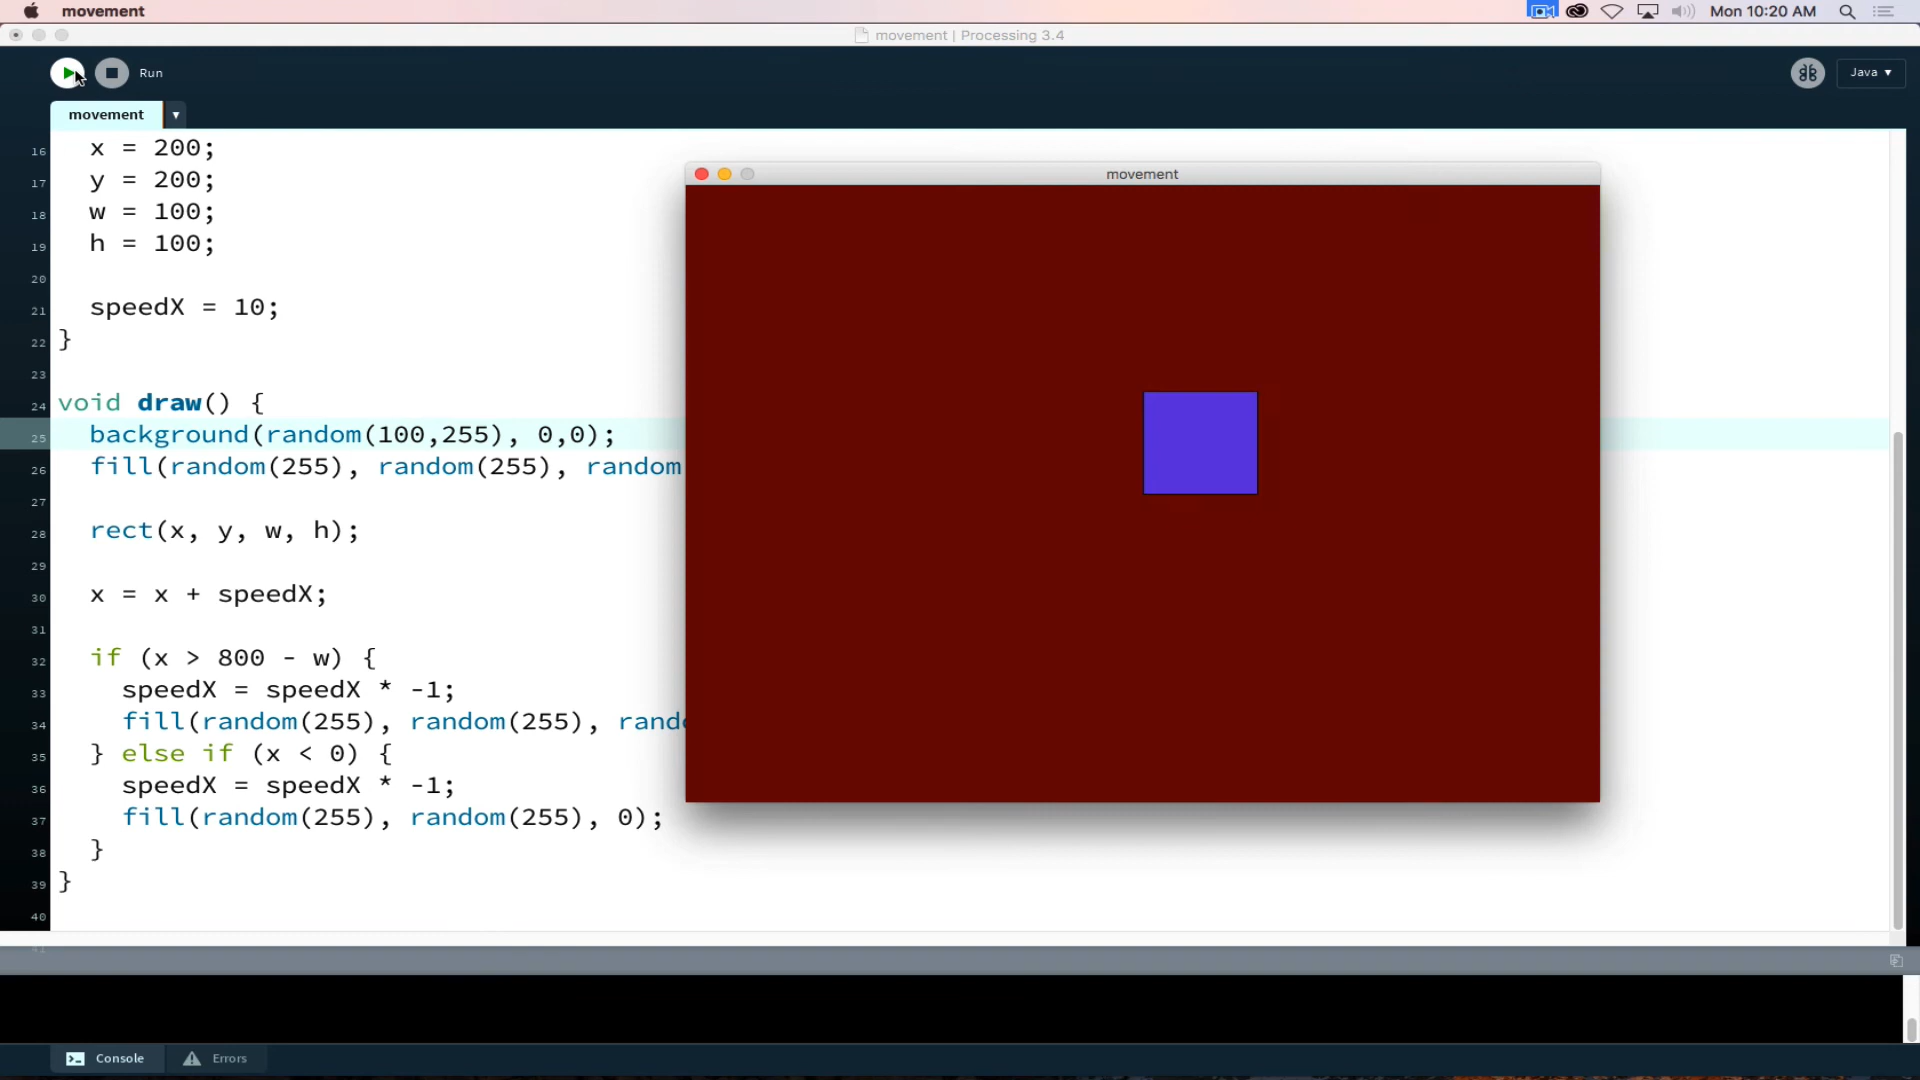 movement
Mon 10:20 AM
movement | Processing 3.4
Run
Java
movement
16 x = 200;
17 y = 200;
18 w = 100;
19 h = 100;
20
21 speedX = 10;
22 }
23
24 void draw() {
25 background(random(100,255), 0,0);
26 fill(random(255), random(255), random
27
28 rect(x, y, w, h);
29
30 x = x + speedX;
31
32 if (x > 800 - w) {
33 speedX = speedX * -1;
34 fill(random(255), random(255), rand
35 } else if (x < 0) {
36 speedX = speedX * -1;
37 fill(random(255), random(255), 0);
38 }
39 }
40
41
movement
Console
Errors